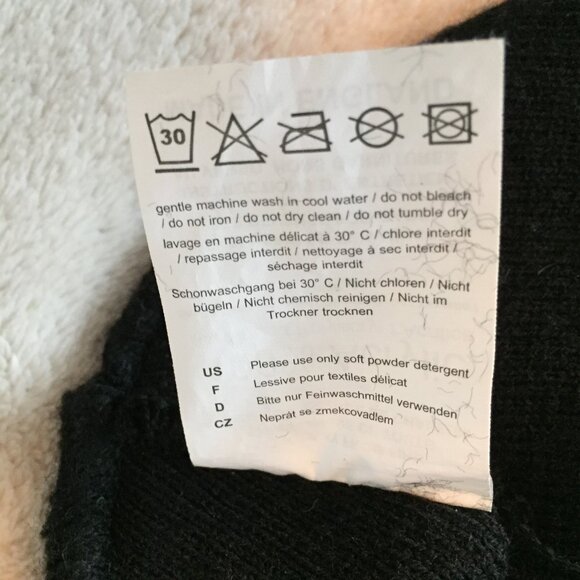 30
gentle machine wash in cool water / do not bleach
/ do not iron / do not dry clean / do not tumble dry
lavage en machine délicat à 30° C / chlore interdit
/ repassage interdit / nettoyage à sec interdit /
séchage interdit
Schonwaschgang bei 30° C / Nicht chloren / Nicht
bügeln / Nicht chemisch reinigen / Nicht im
Trockner trocknen
US Please use only soft powder detergent
F Lessive pour textiles délicat
D Bitte nur Feinwaschmittel verwenden
CZ Neprát se zmekcovadlem